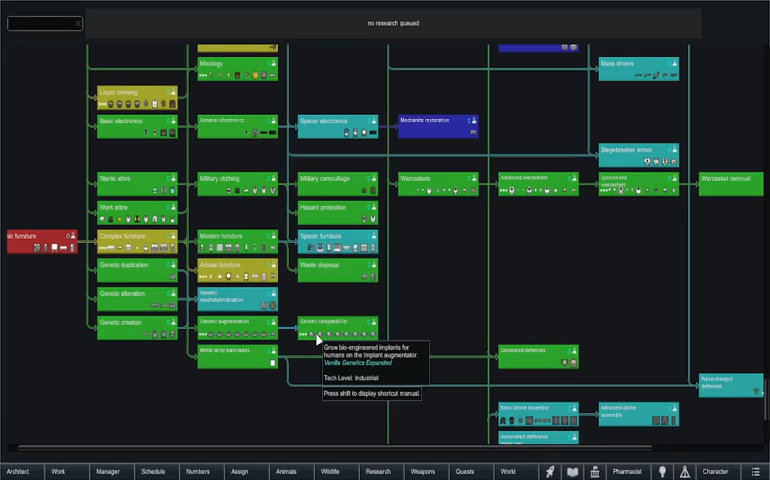 no research queued
Mixology
Mass drivers
Liquor brewing
Basic electronics
Complex electronics
Spacer electronics
Mechanite restoration
Siegebreaker armor
Sterile attire
Military clothing
Military camouflage
Warcaskets
Advanced warcaskets
Specialized warcaskets
Warcasket removal
Work attire
Hazard protection
sic furniture
Complex furniture
Modern furniture
Spacer furniture
Genetic duplication
Artisan furniture
Waste disposal
Genetic alteration
Genetic
Genetic creation
Genetic augmentation
Genetic compatibility
Metal alloy barricades
Grow bio-engineered implants for
humans on the Implant augmentator.
Vanilla Genetics Expanded
Tech Level: Industrial
Press shift to display shortcut manual.
defenses
Pulse-charged
defenses
Basic drone assembly
Advanced drone
assembly
Automated defensive
Architect
Work
Manager
Schedule
Numbers
Assign
Animals
Wildlife
Research
Weapons
Quests
World
Pharmacist
Character